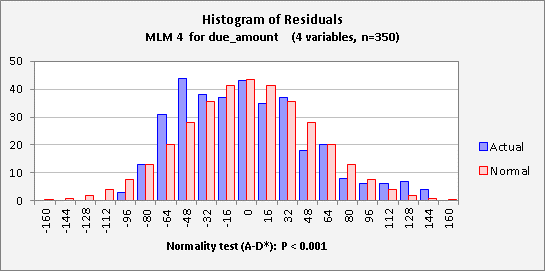 Histogram of Residuals
MLM 4 for due_amount (4 variables, n=350)
50
40
30
20
10
0
-160 -144 -128 -112 -96 -80 -64 -48 -32 -16 0 16 32 48 64 80 96 112 128 144 160
Actual
Normal
Normality test (A-D*): P < 0.001